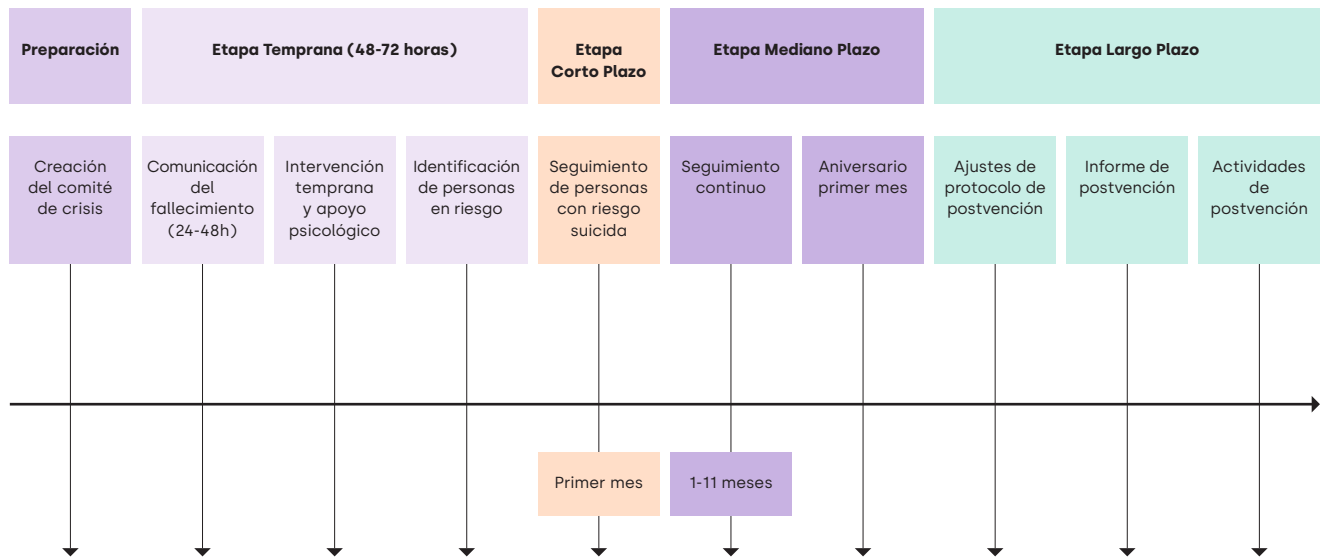 Preparación
Etapa Temprana (48-72 horas)
Etapa
Corto Plazo
Etapa Mediano Plazo
Etapa Largo Plazo
Creación
del comité
de crisis
Comunicación
del
fallecimiento
(24-48h)
Intervención
temprana
y apoyo
psicológico
Identificación
de personas
en riesgo
Seguimiento
de personas
con riesgo
suicida
Seguimiento
continuo
Aniversario
primer mes
Ajustes de
protocolo de
postvención
Informe de
postvención
Actividades
de
postvención
Primer mes
1-11 meses